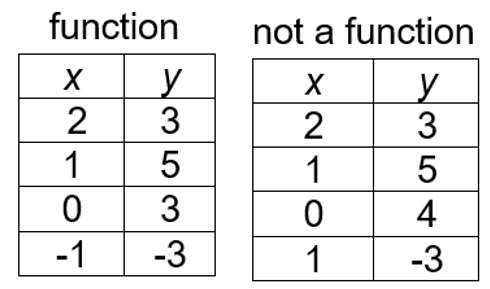 function
x y
2 3
1 5
0 3
-1 -3
not a function
x y
2 3
1 5
0 4
1 -3